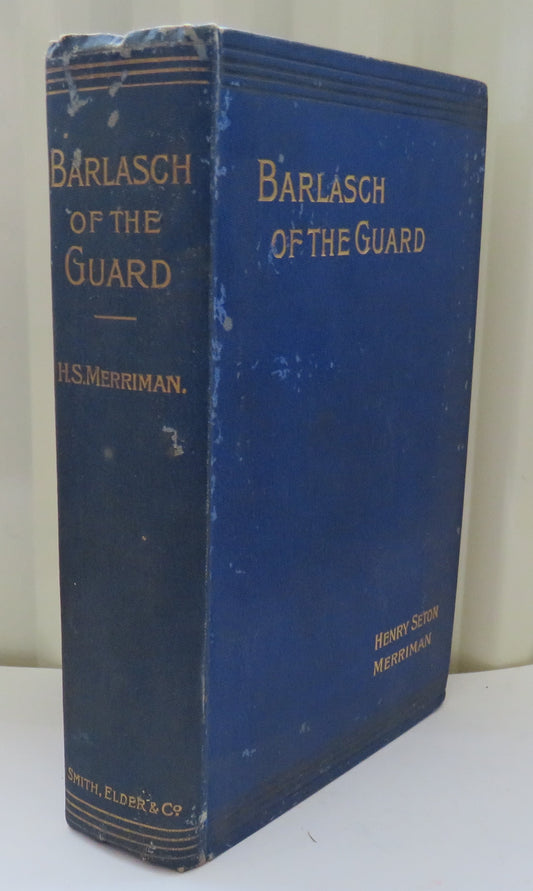 BARLASCH
OF THE
GUARD
H.S. MERRIMAN.
SMITH, ELDER & Co
BARLASCH
OF THE GUARD
HENRY SETON
MERRIMAN